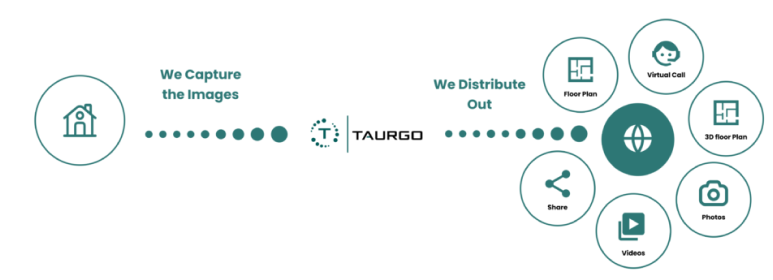 We Capture
the Images
T
TAURGO
We Distribute
Out
Floor Plan
Virtual Call
3D floor Plan
Photos
Videos
Share